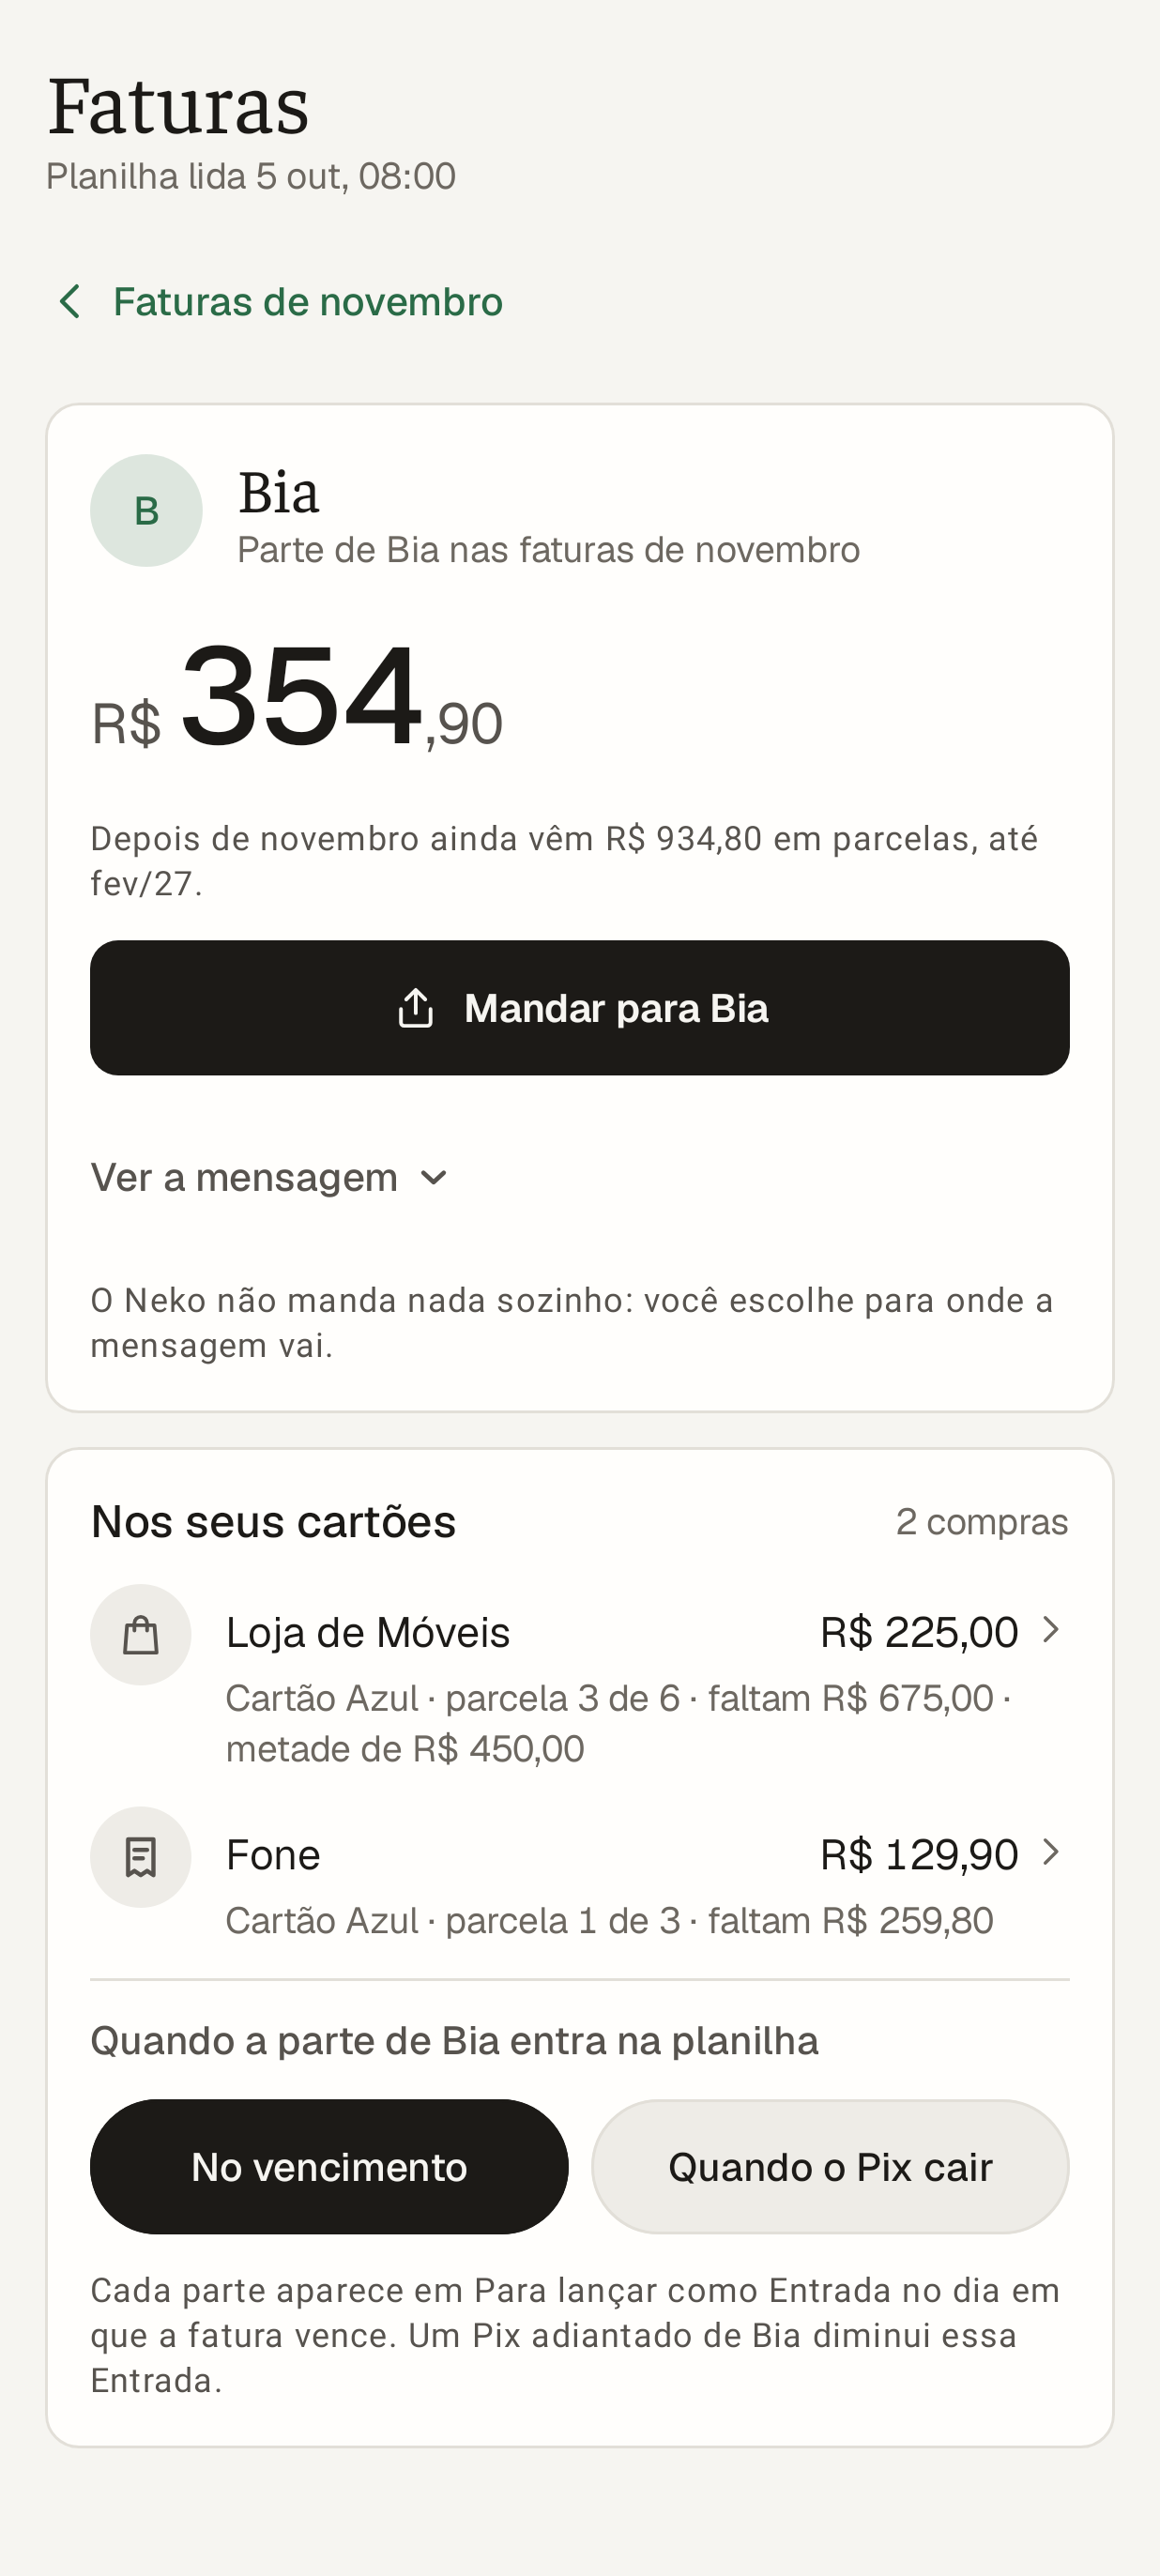 Faturas
Planilha lida 5 out, 08:00
Faturas de novembro
B
Bia
Parte de Bia nas faturas de novembro
R$ 354,90
Depois de novembro ainda vêm R$ 934,80 em parcelas, até
fev/27.
Mandar para Bia
Ver a mensagem
O Neko não manda nada sozinho: você escolhe para onde a
mensagem vai.
Nos seus cartões
2 compras
Loja de Móveis
R$ 225,00
Cartão Azul · parcela 3 de 6 · faltam R$ 675,00 ·
metade de R$ 450,00
Fone
R$ 129,90
Cartão Azul · parcela 1 de 3 · faltam R$ 259,80
Quando a parte de Bia entra na planilha
No vencimento
Quando o Pix cair
Cada parte aparece em Para lançar como Entrada no dia em
que a fatura vence. Um Pix adiantado de Bia diminui essa
Entrada.